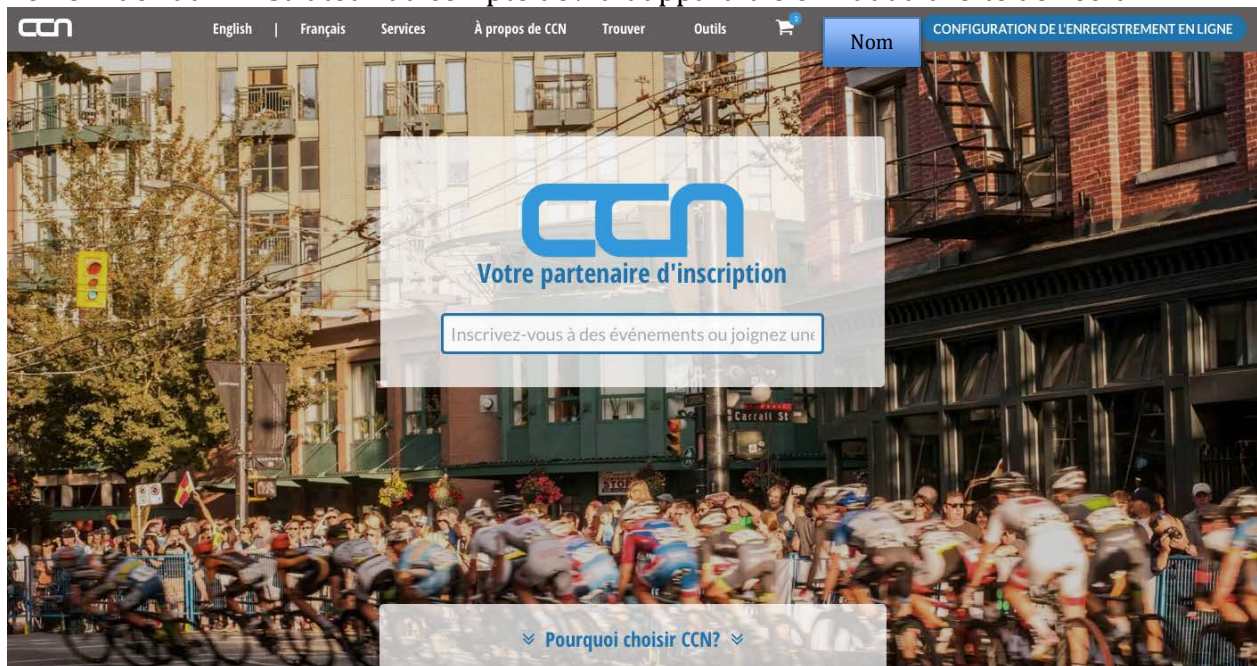 CCN English | Français Services À propos de CCN Trouver Outils Nom CONFIGURATION DE L'ENREGISTREMENT EN LIGNE
CCN
Votre partenaire d'inscription
Inscrivez-vous à des événements ou joignez une
Carrall St
STOP
Pourquoi choisir CCN?